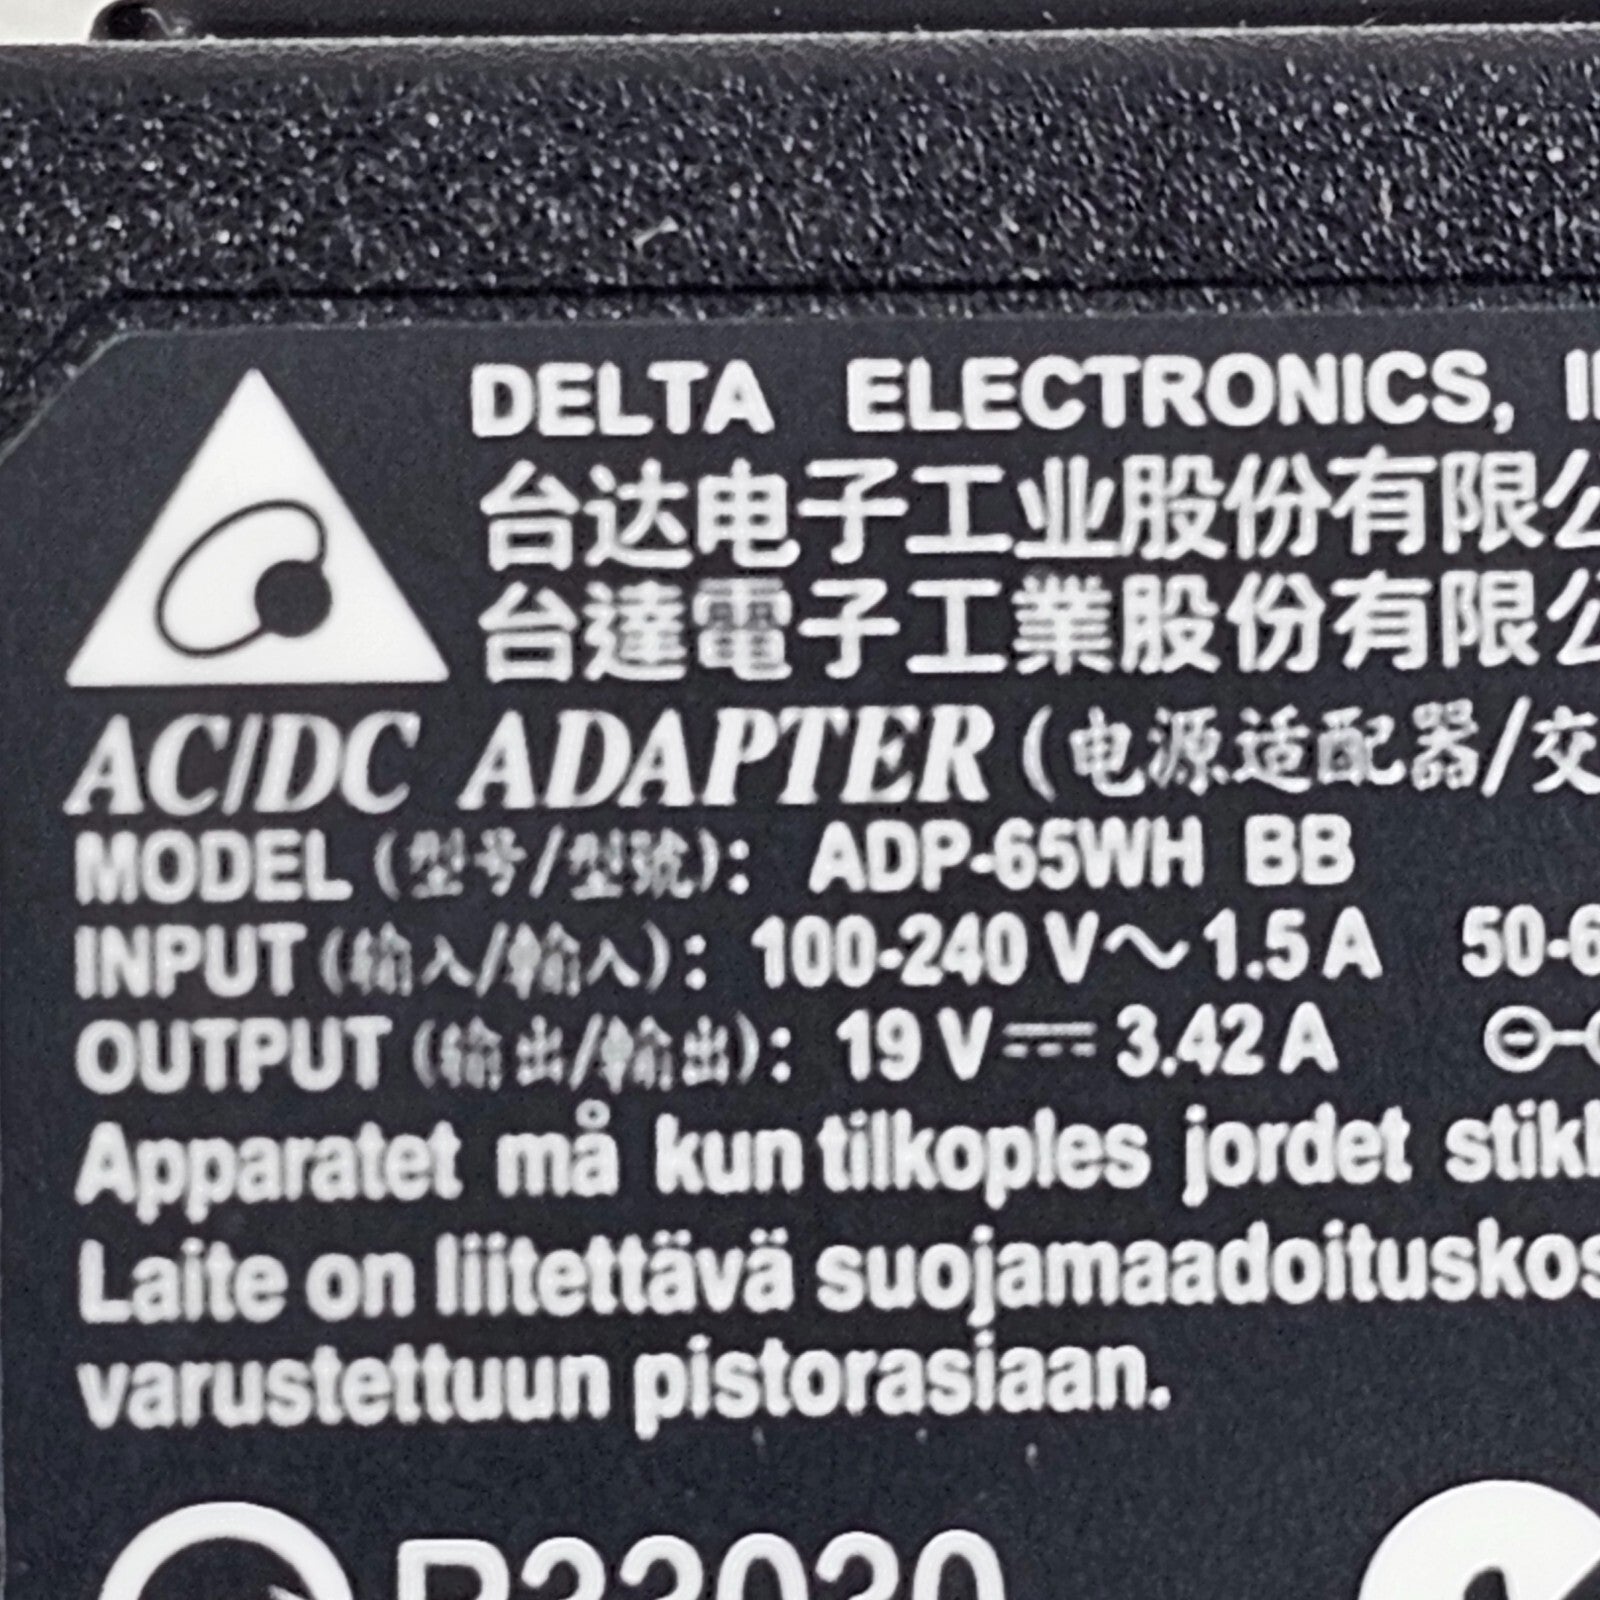 DELTA ELECTRONICS,
台达电子工业股份有限公
台達電子工業股份有限公
AC/DC ADAPTER (电源适配器/交
MODEL (型号/型號): ADP-65WH BB
INPUT (输入/輸入): 100-240 V~ 1.5 A 50-6
OUTPUT (输出/輸出): 19 V⎓ 3.42 A
Apparatet må kun tilkoples jordet stikk
Laite on liitettävä suojamaadoituskos
varustettuun pistorasiaan.
R33030